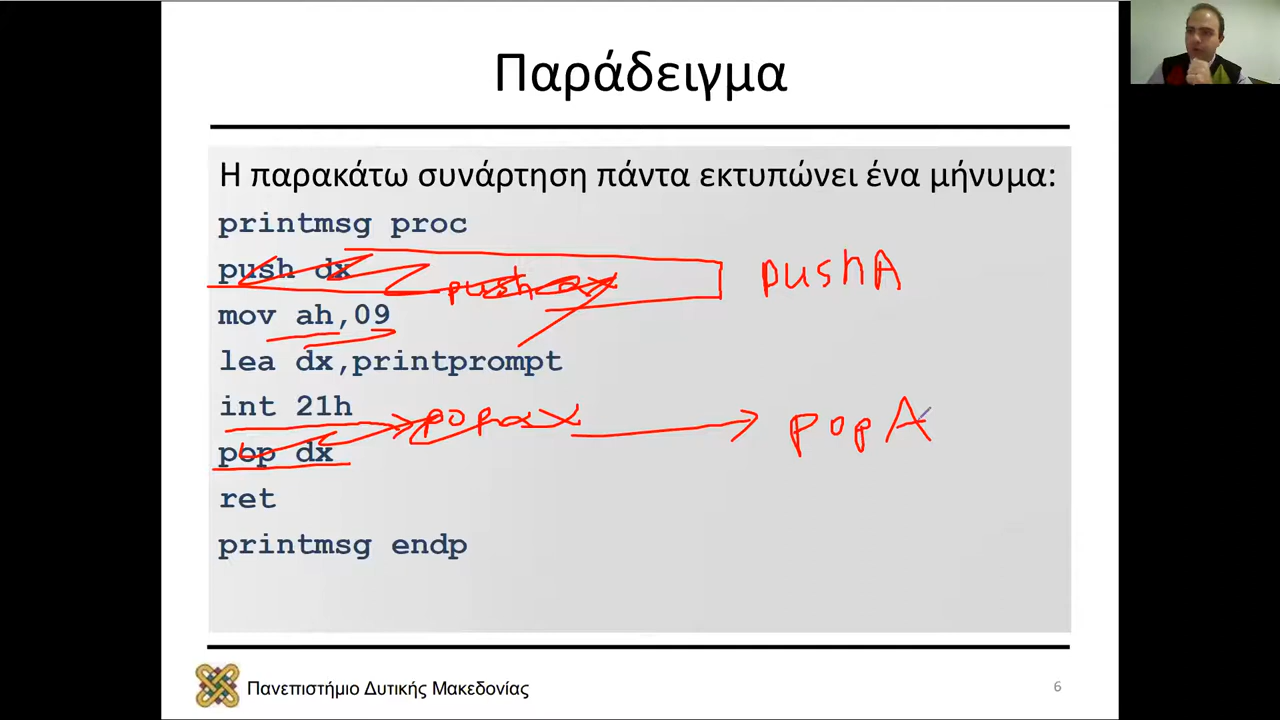 Παράδειγμα
Η παρακάτω συνάρτηση πάντα εκτυπώνει ένα μήνυμα:
printmsg proc
push dx
push ax
pushA
mov ah,09
lea dx,printprompt
int 21h
pop ax
popA
pop dx
ret
printmsg endp
Πανεπιστήμιο Δυτικής Μακεδονίας
6